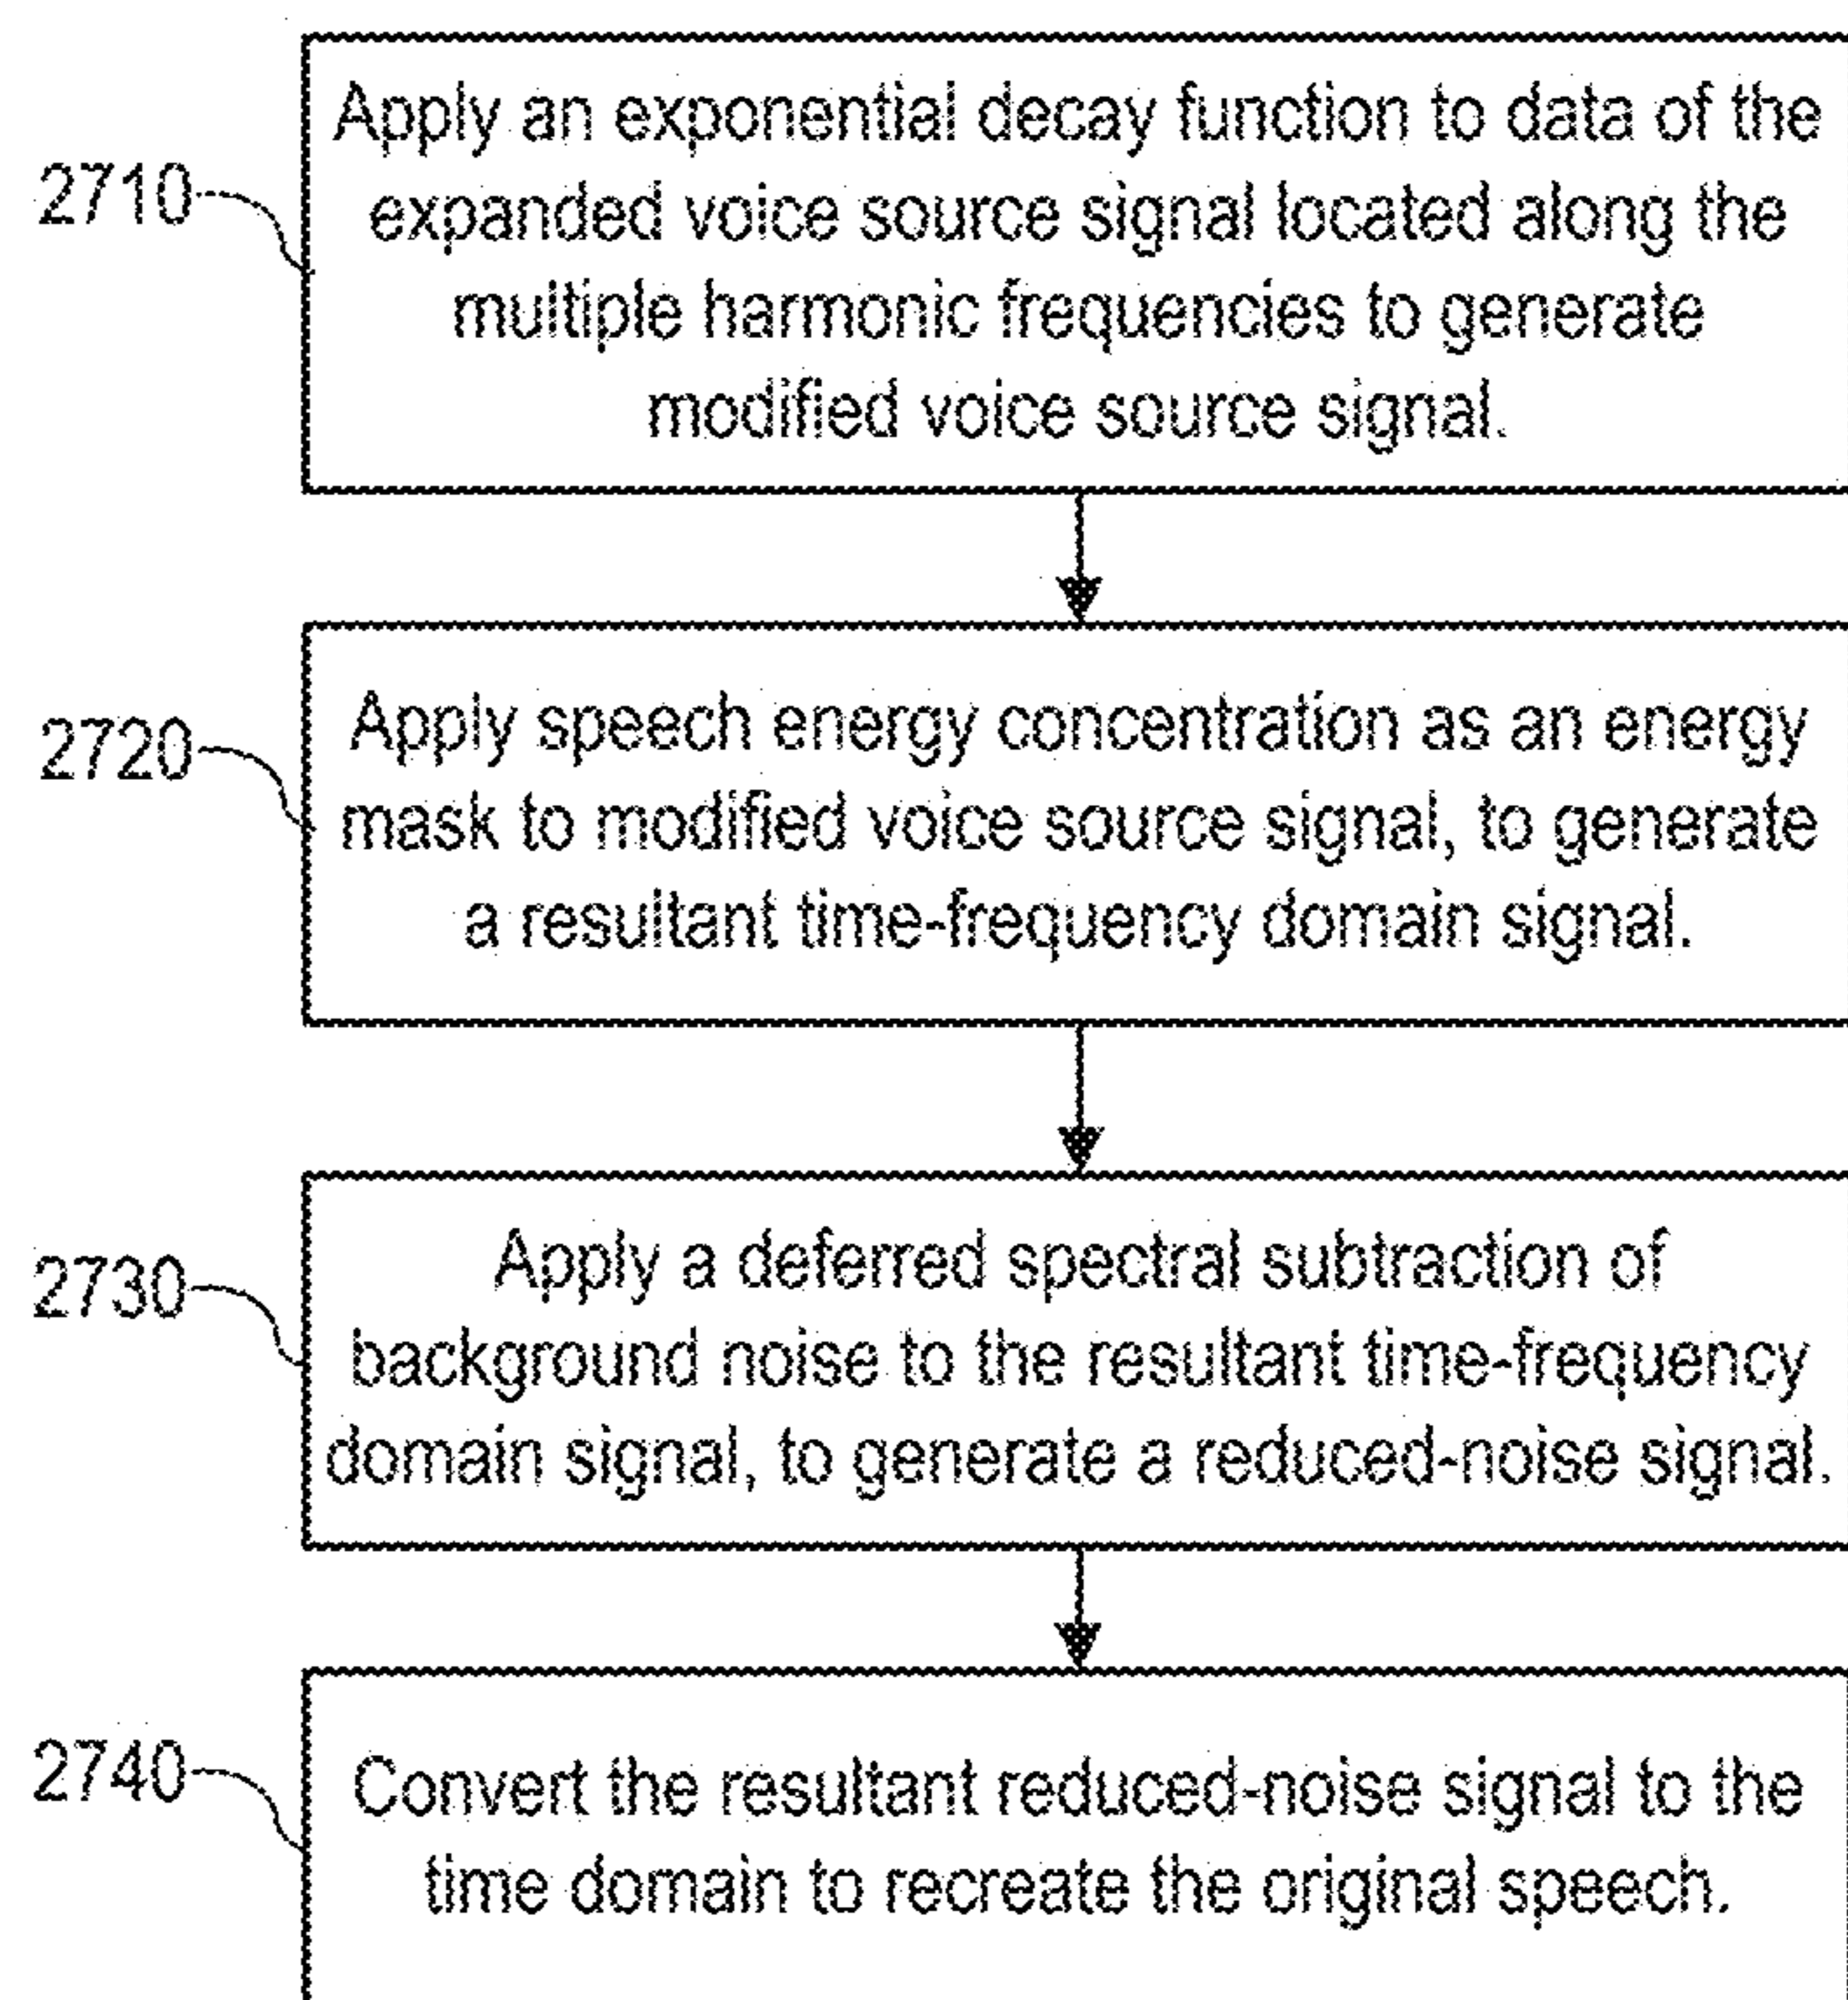 Apply an exponential decay function to data of the
2710
expanded voice source signal located along the
multiple harmonic frequencies to generate
modified voice source signal.
Apply speech energy concentration as an energy
2720
mask to modified voice source signal, to generate
a resultant time-frequency domain signal.
Apply a deferred spectral subtraction of
2730
background noise to the resultant time-frequency
domain signal, to generate a reduced-noise signal.
2740
Convert the resultant reduced-noise signal to the
time domain to recreate the original speech.